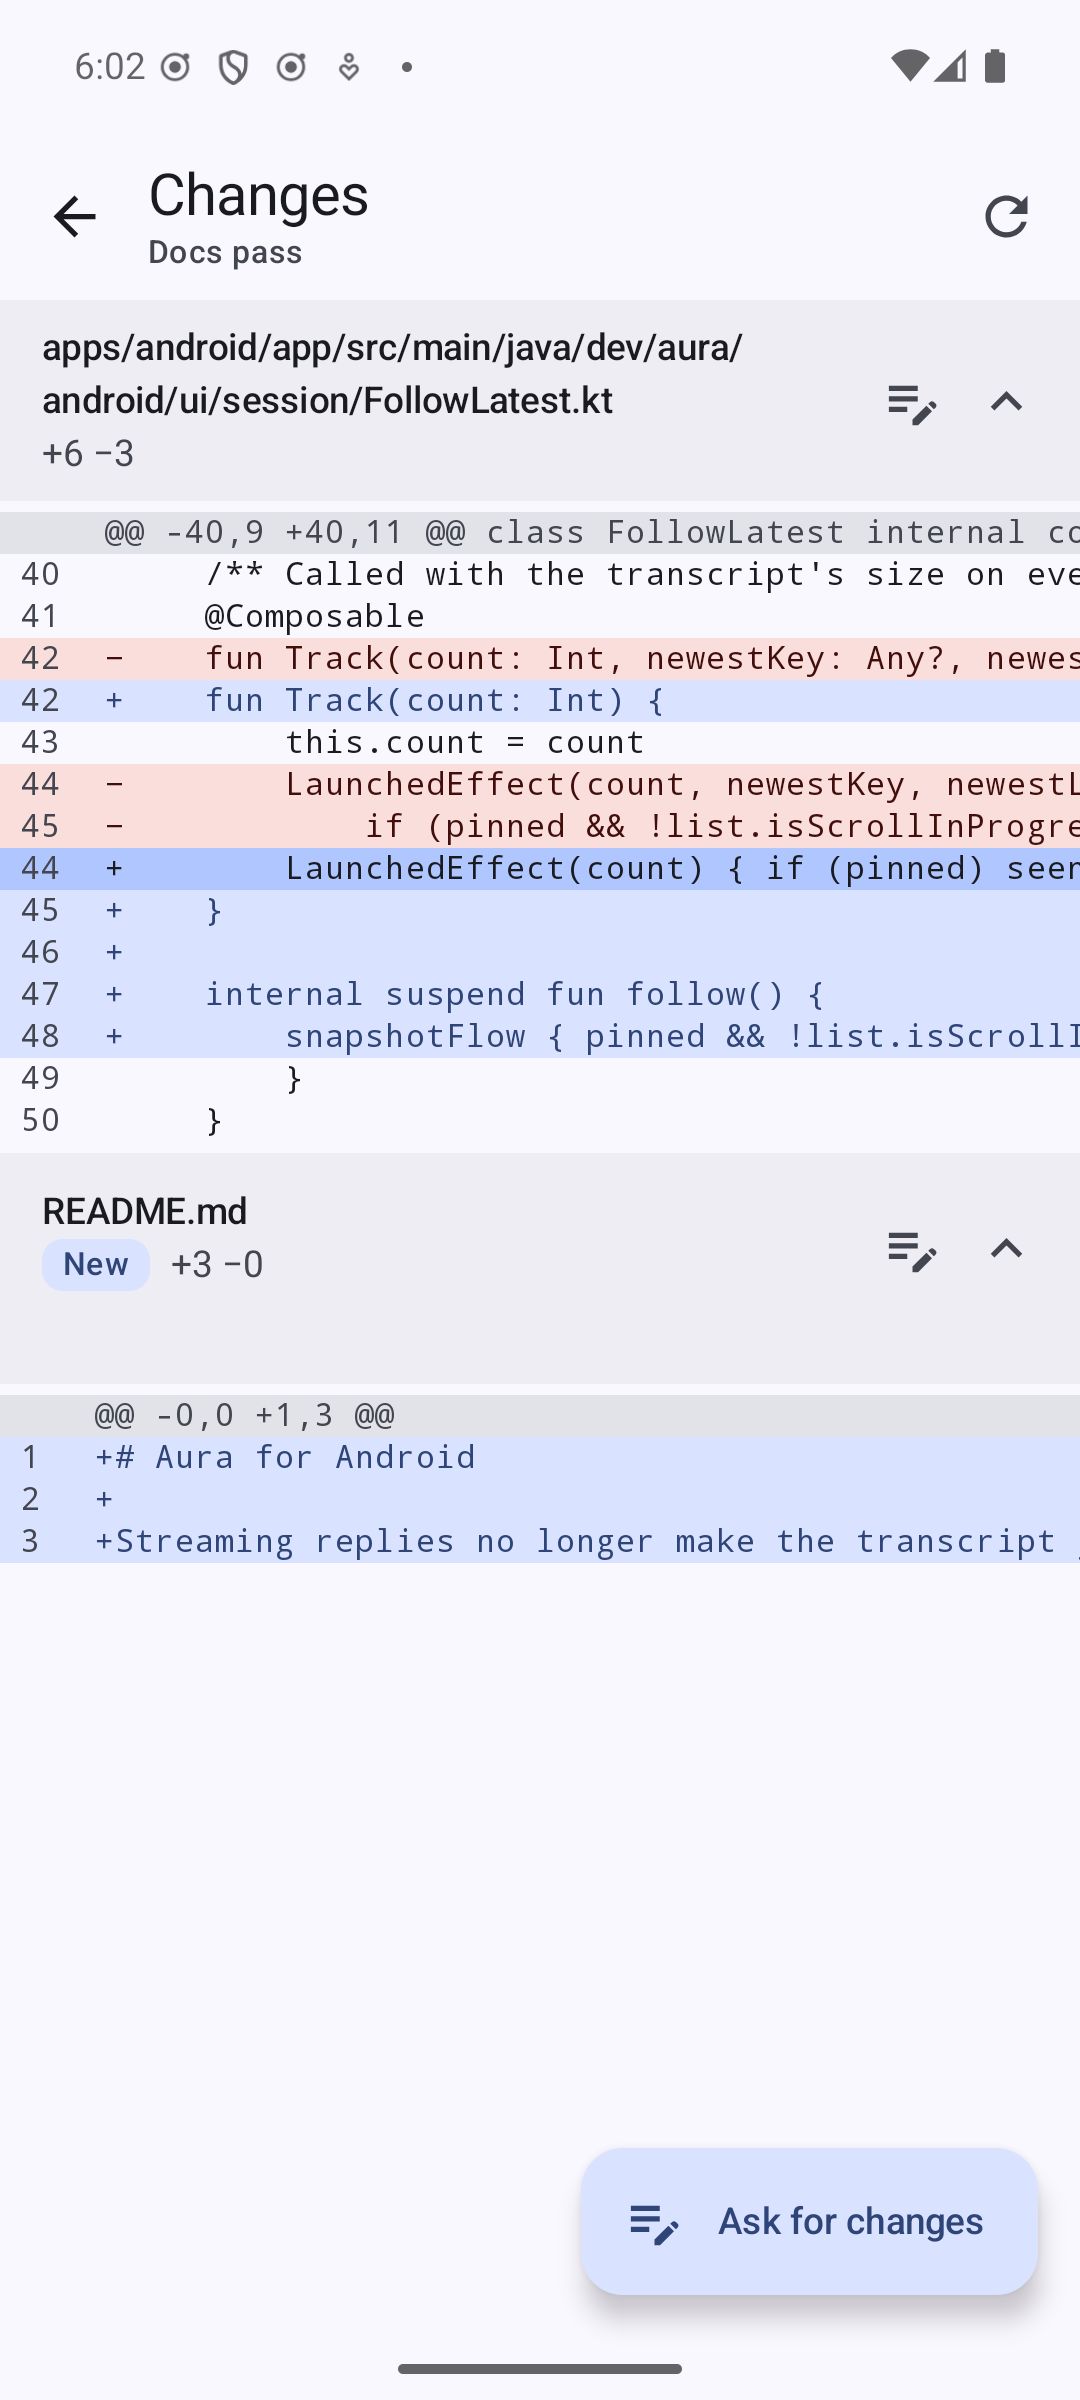 6:02
Changes
Docs pass
apps/android/app/src/main/java/dev/aura/
android/ui/session/FollowLatest.kt
+6 −3
@@ -40,9 +40,11 @@ class FollowLatest internal co
40 /** Called with the transcript's size on eve
41 @Composable
42 − fun Track(count: Int, newestKey: Any?, newes
42 + fun Track(count: Int) {
43 this.count = count
44 − LaunchedEffect(count, newestKey, newestL
45 − if (pinned && !list.isScrollInProgre
44 + LaunchedEffect(count) { if (pinned) seen
45 + }
46 +
47 + internal suspend fun follow() {
48 + snapshotFlow { pinned && !list.isScrollI
49 }
50 }
README.md
New +3 −0
@@ -0,0 +1,3 @@
1 +# Aura for Android
2 +
3 +Streaming replies no longer make the transcript
Ask for changes